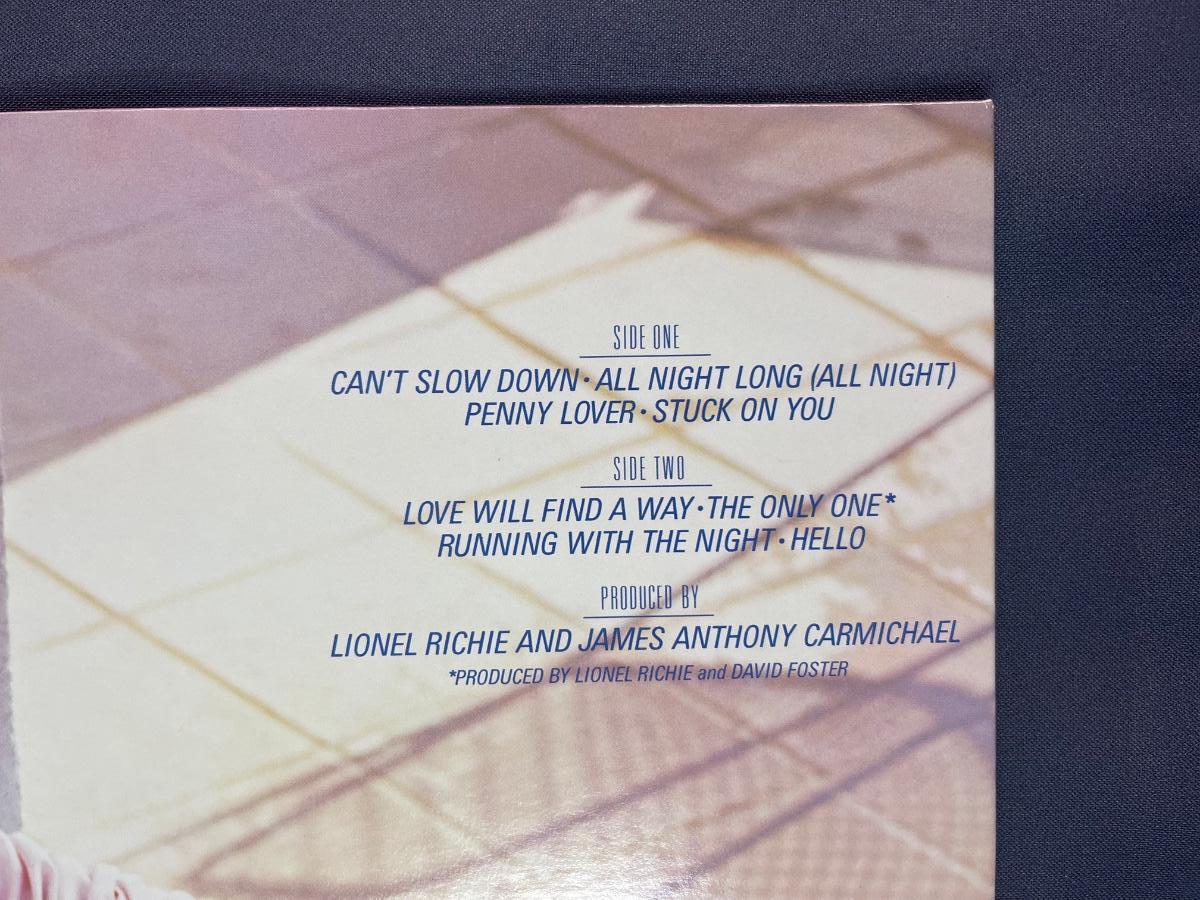 SIDE ONE
CAN'T SLOW DOWN • ALL NIGHT LONG (ALL NIGHT)
PENNY LOVER • STUCK ON YOU
SIDE TWO
LOVE WILL FIND A WAY • THE ONLY ONE*
RUNNING WITH THE NIGHT • HELLO
PRODUCED BY
LIONEL RICHIE AND JAMES ANTHONY CARMICHAEL
*PRODUCED BY LIONEL RICHIE and DAVID FOSTER